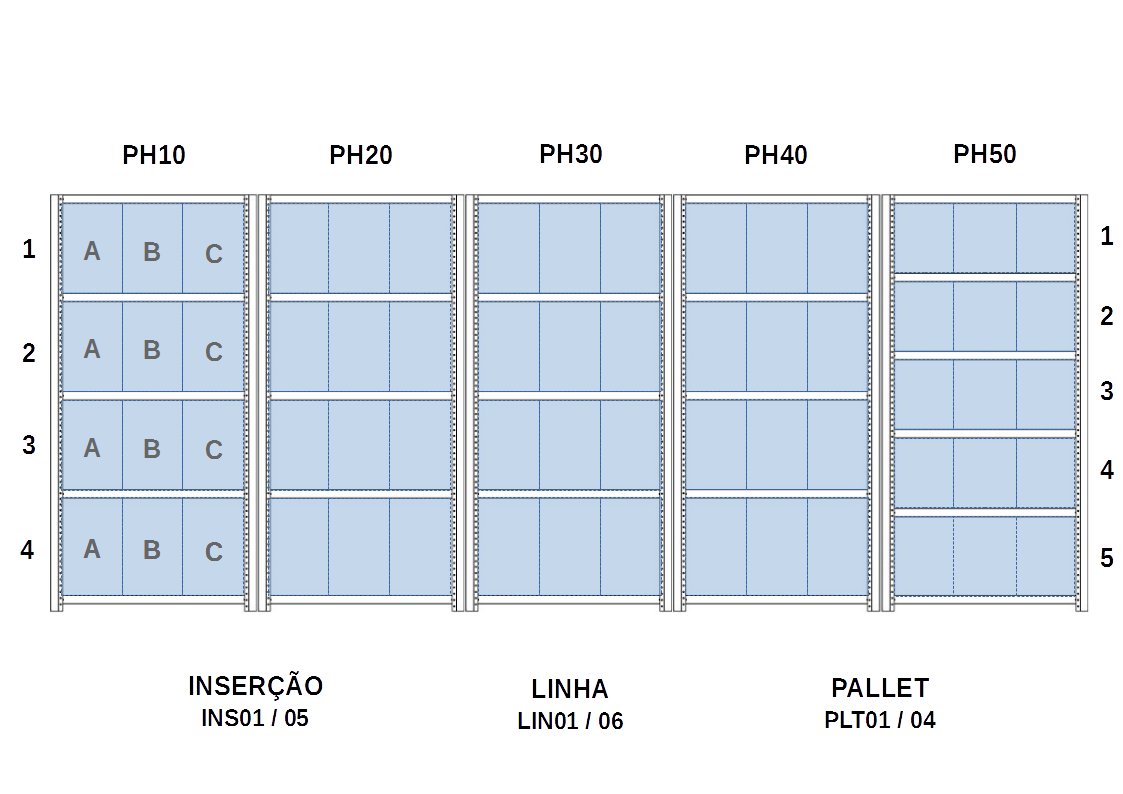 PH10 PH20 PH30 PH40 PH50
1 A B C 1
2 A B C 2
3 A B C 3
4 A B C 4
5
INSERÇÃO LINHA PALLET
INS01 / 05 LIN01 / 06 PLT01 / 04